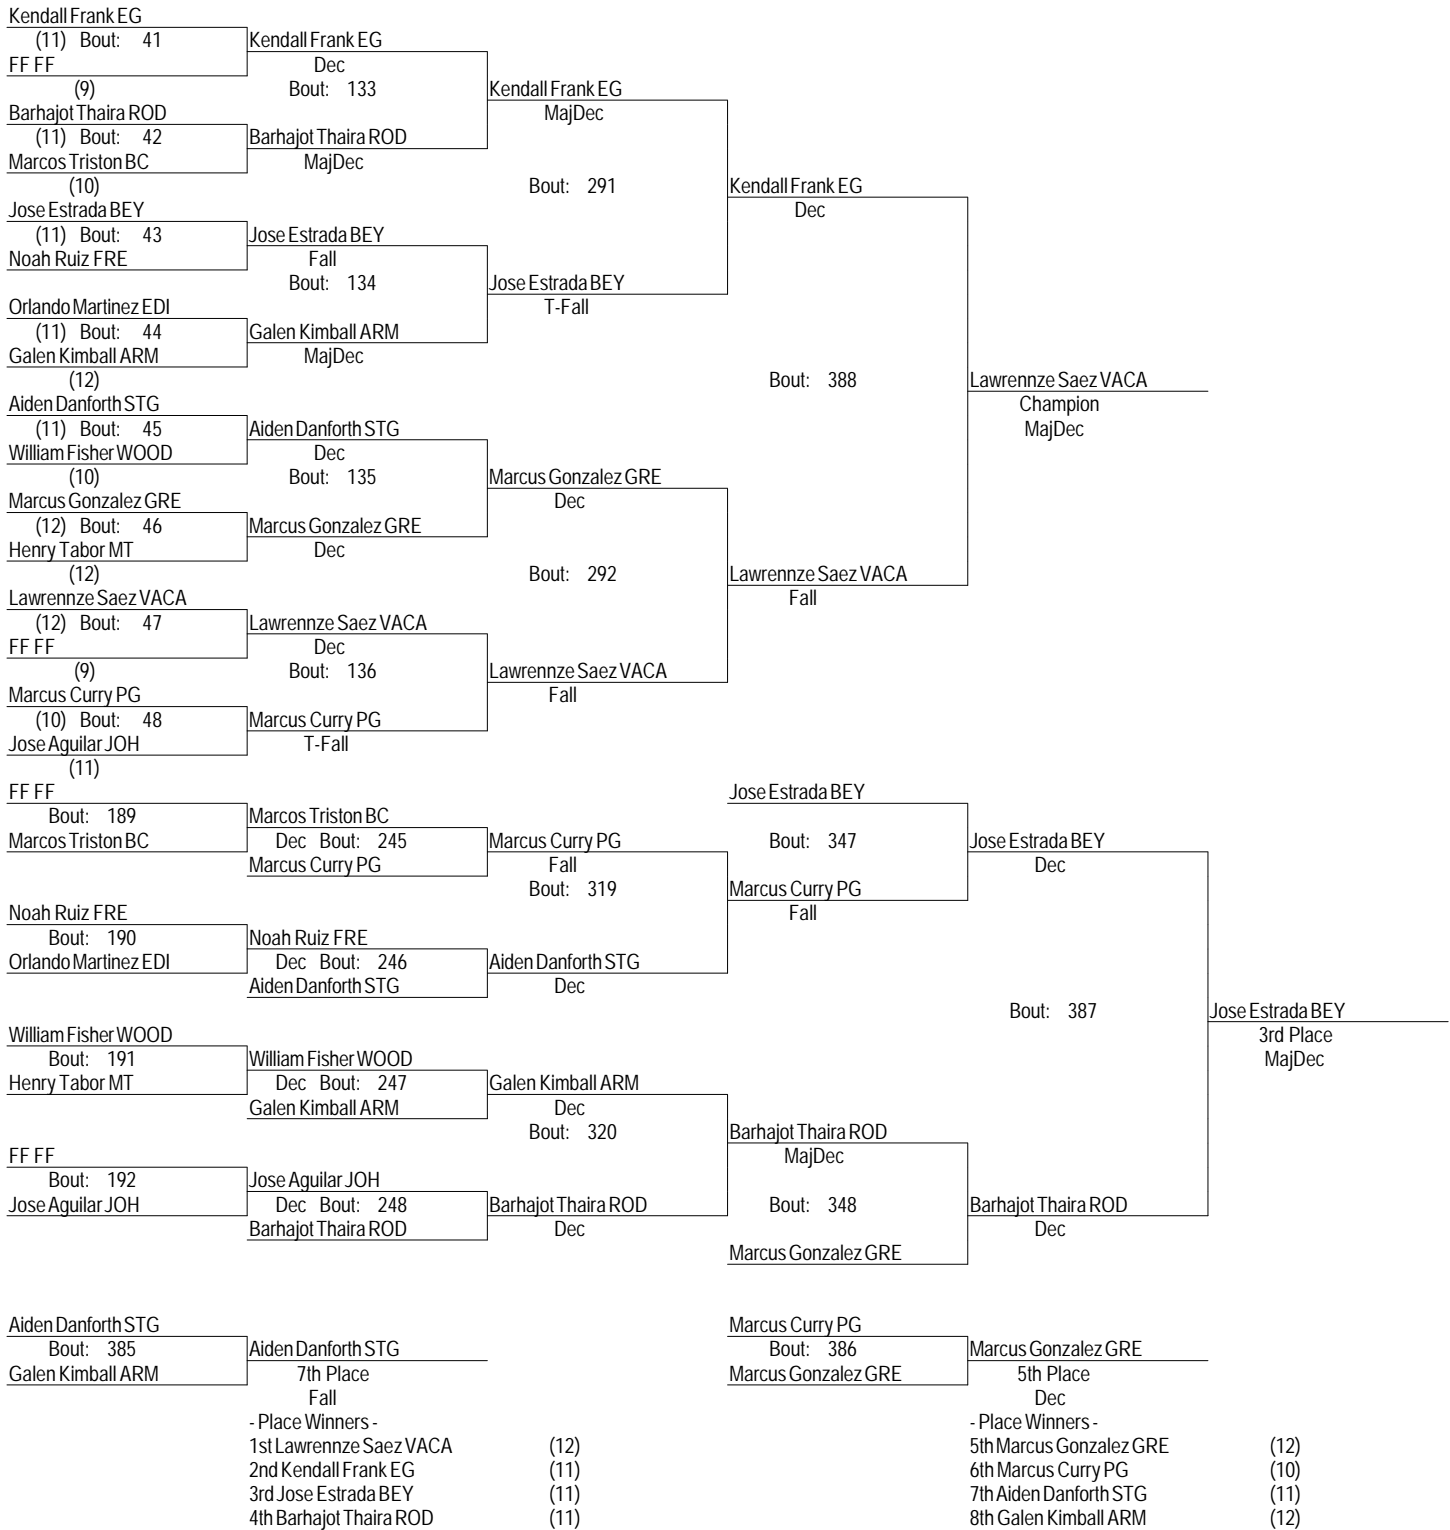 Kendall Frank EG
(11) Bout: 41
Kendall Frank EG
FF FF
Dec
(9)
Bout: 133
Kendall Frank EG
Barhajot Thaira ROD
MajDec
(11) Bout: 42
Barhajot Thaira ROD
Marcos Triston BC
MajDec
(10)
Bout: 291
Kendall Frank EG
Jose Estrada BEY
Dec
(11) Bout: 43
Jose Estrada BEY
Noah Ruiz FRE
Fall
Bout: 134
Jose Estrada BEY
Orlando Martinez EDI
T-Fall
(11) Bout: 44
Galen Kimball ARM
Galen Kimball ARM
MajDec
(12)
Bout: 388
Lawrennze Saez VACA
Aiden Danforth STG
Champion
(11) Bout: 45
Aiden Danforth STG
MajDec
William Fisher WOOD
Dec
(10)
Bout: 135
Marcus Gonzalez GRE
Marcus Gonzalez GRE
Dec
(12) Bout: 46
Marcus Gonzalez GRE
Henry Tabor MT
Dec
(12)
Bout: 292
Lawrennze Saez VACA
Lawrennze Saez VACA
Fall
(12) Bout: 47
Lawrennze Saez VACA
FF FF
Dec
(9)
Bout: 136
Lawrennze Saez VACA
Marcus Curry PG
Fall
(10) Bout: 48
Marcus Curry PG
Jose Aguilar JOH
T-Fall
(11)
FF FF
Jose Estrada BEY
Bout: 189
Marcos Triston BC
Marcos Triston BC
Dec Bout: 245
Marcus Curry PG
Bout: 347
Jose Estrada BEY
Marcus Curry PG
Fall
Dec
Bout: 319
Marcus Curry PG
Noah Ruiz FRE
Fall
Bout: 190
Noah Ruiz FRE
Orlando Martinez EDI
Dec Bout: 246
Aiden Danforth STG
Aiden Danforth STG
Dec
Bout: 387
Jose Estrada BEY
William Fisher WOOD
3rd Place
Bout: 191
William Fisher WOOD
MajDec
Henry Tabor MT
Dec Bout: 247
Galen Kimball ARM
Galen Kimball ARM
Dec
Bout: 320
Barhajot Thaira ROD
FF FF
MajDec
Bout: 192
Jose Aguilar JOH
Jose Aguilar JOH
Dec Bout: 248
Barhajot Thaira ROD
Bout: 348
Barhajot Thaira ROD
Barhajot Thaira ROD
Dec
Dec
Marcus Gonzalez GRE
Aiden Danforth STG
Marcus Curry PG
Bout: 385
Aiden Danforth STG
Bout: 386
Marcus Gonzalez GRE
Galen Kimball ARM
7th Place
Marcus Gonzalez GRE
5th Place
Fall
Dec
- Place Winners -
1st Lawrennze Saez VACA (12)
2nd Kendall Frank EG (11)
3rd Jose Estrada BEY (11)
4th Barhajot Thaira ROD (11)
- Place Winners -
5th Marcus Gonzalez GRE (12)
6th Marcus Curry PG (10)
7th Aiden Danforth STG (11)
8th Galen Kimball ARM (12)